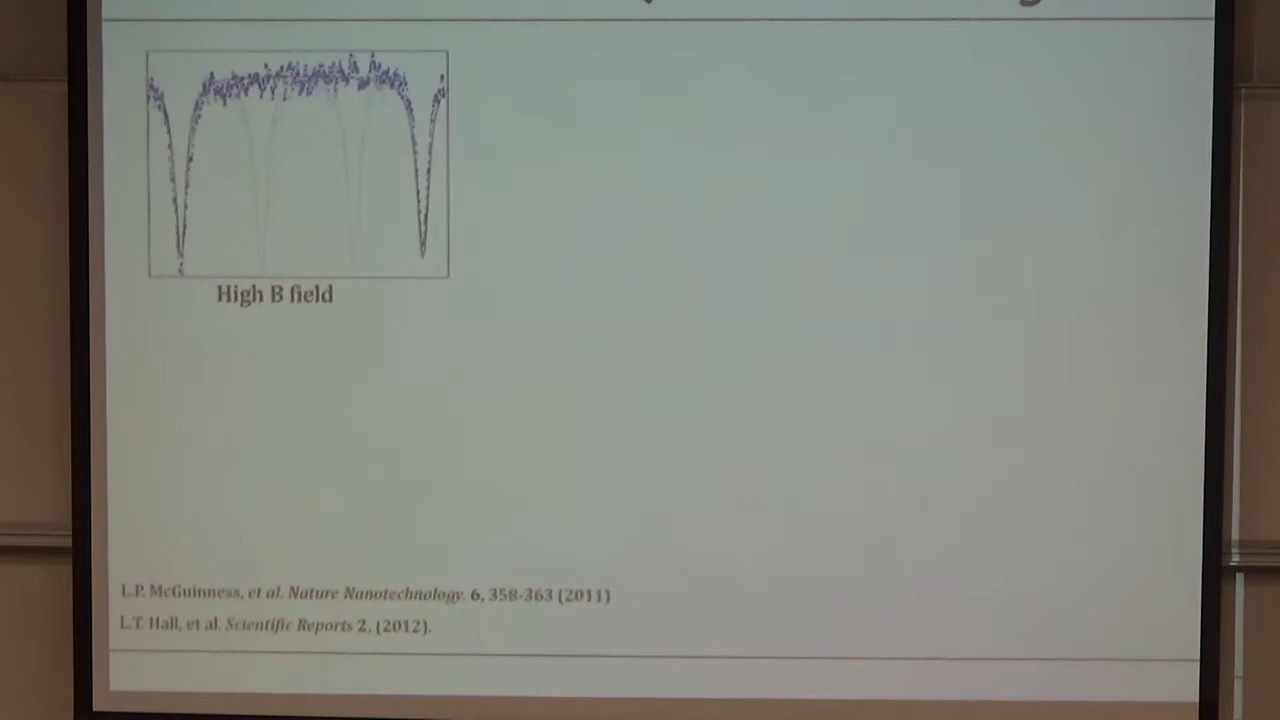 High B field
L.P. McGuinness, et al. Nature Nanotechnology. 6, 358-363 (2011)
L.T. Hall, et al. Scientific Reports 2, (2012).